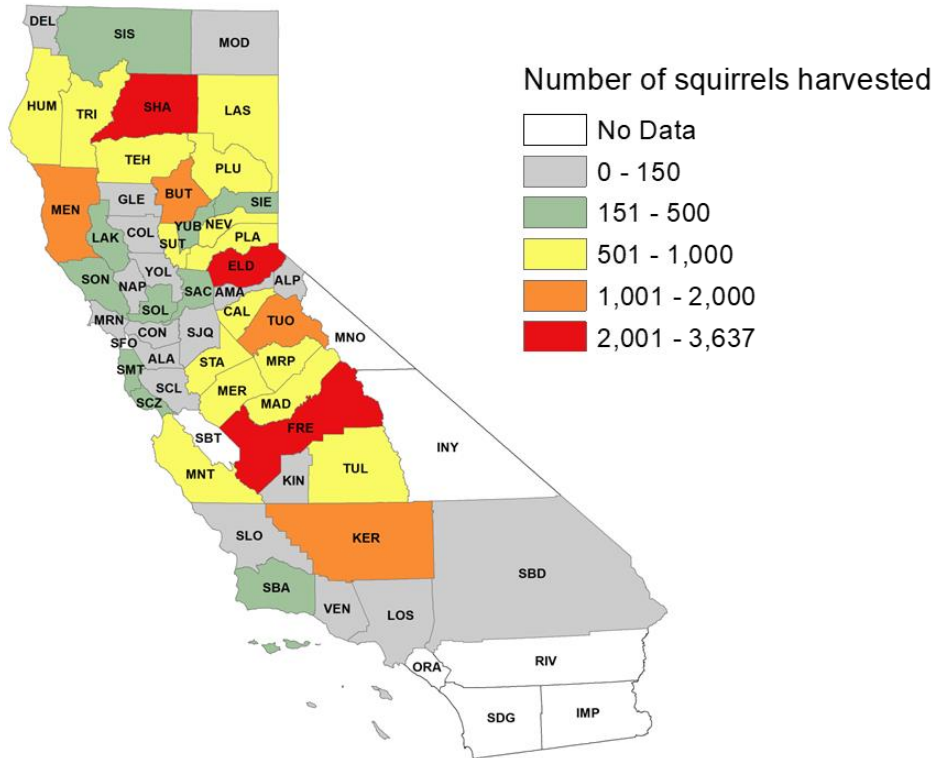 DEL
SIS
MOD
HUM
TRI
SHA
LAS
TEH
PLU
MEN
GLE
BUT
SIE
LAK
COL
YUB
NEV
SUT
PLA
SON
NAP
YOL
ELD
ALP
SAC
AMA
SOL
CAL
MRN
CON
SJQ
TUO
MNO
SFO
ALA
STA
MRP
SMT
SCL
MER
SCZ
MAD
SBT
FRE
INY
MNT
KIN
TUL
SLO
KER
SBD
SBA
VEN
LOS
ORA
RIV
SDG
IMP
Number of squirrels harvested
No Data
0 - 150
151 - 500
501 - 1,000
1,001 - 2,000
2,001 - 3,637